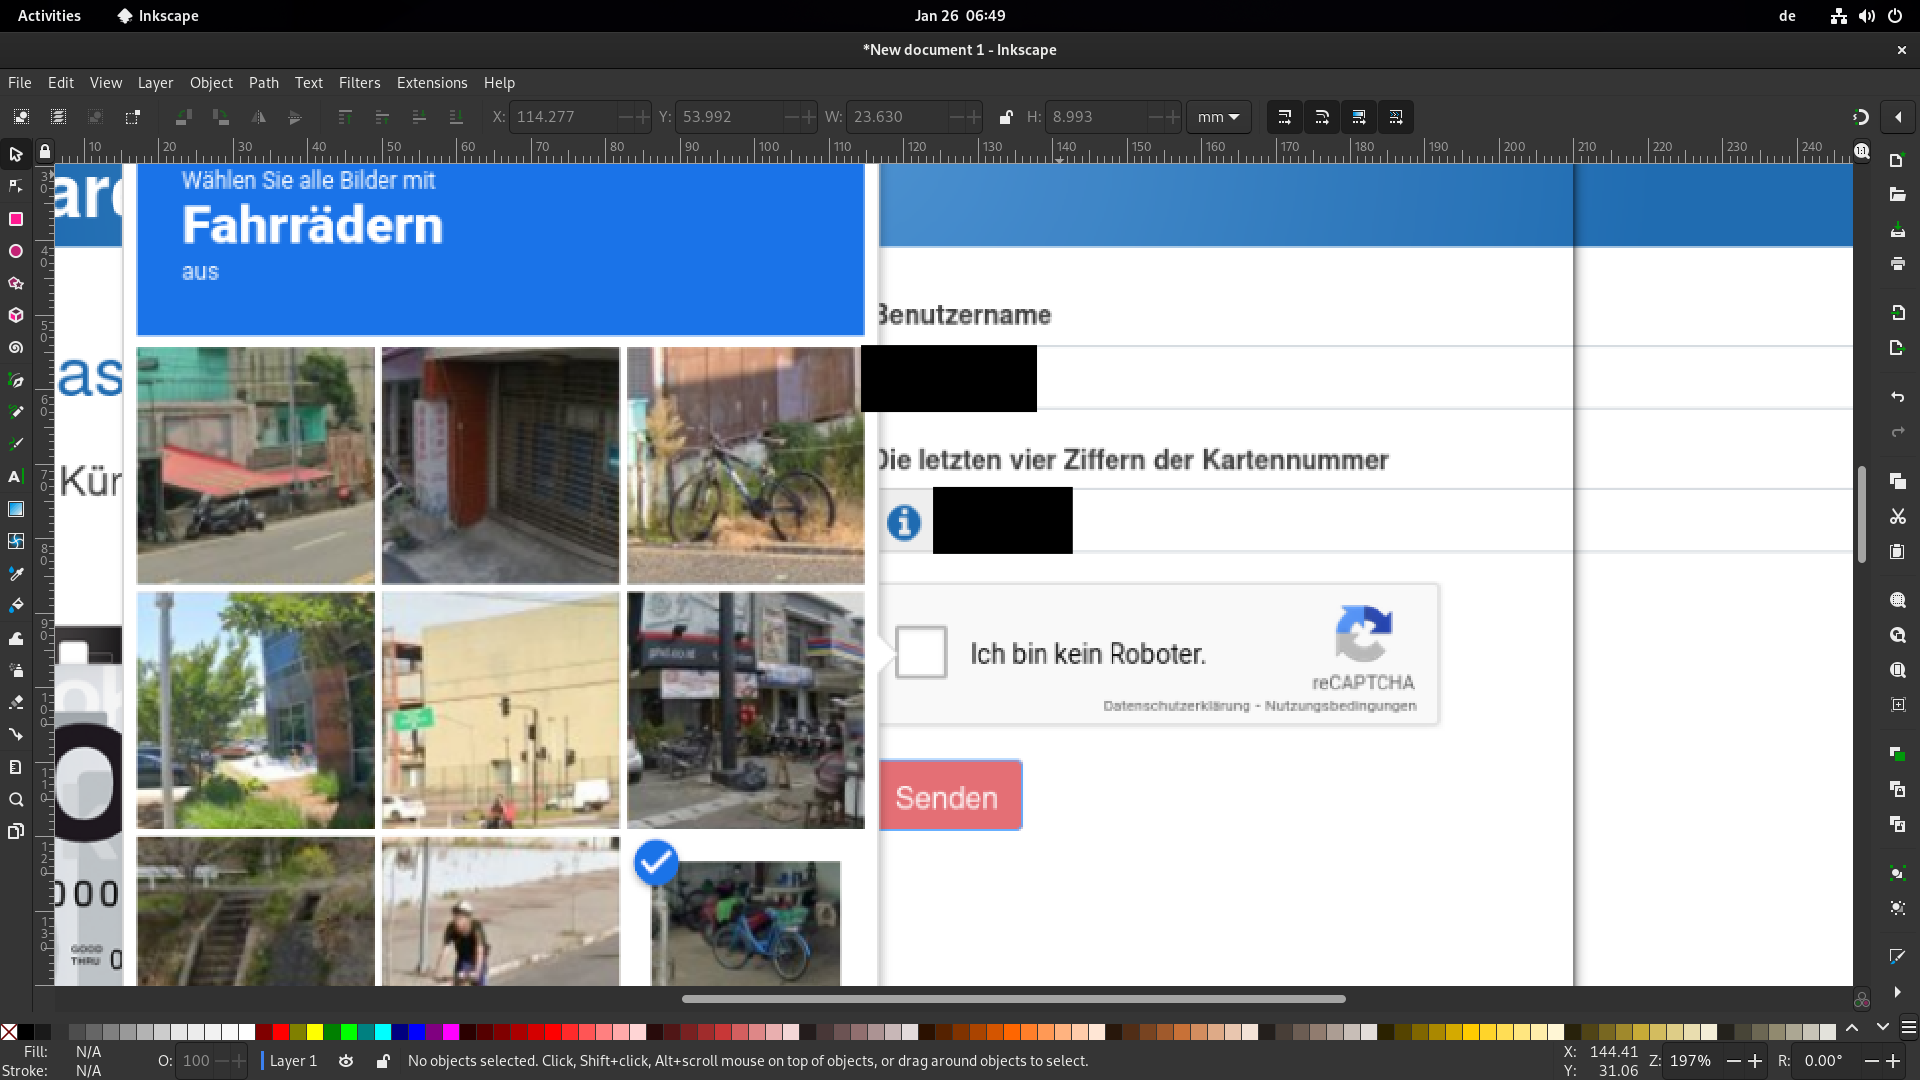 Activities
Inkscape
Jan 26 06:49
de
*New document 1 - Inkscape
File Edit View Layer Object Path Text Filters Extensions Help
X: 114.277 Y: 53.992 W: 23.630 H: 8.993 mm
10 20 30 40 50 60 70 80 90 100 110 120 130 140 150 160 170 180 190 200 210 220 230 240
Wählen Sie alle Bilder mit
Fahrrädern
aus
Benutzername
as
Die letzten vier Ziffern der Kartennummer
Kür
Ich bin kein Roboter.
reCAPTCHA
Datenschutzerklärung - Nutzungsbedingungen
Senden
000
GOOD
THRU 0
Fill: N/A
Stroke: N/A
O: 100
Layer 1
No objects selected. Click, Shift+click, Alt+scroll mouse on top of objects, or drag around objects to select.
X: 144.41
Y: 31.06
Z: 197%
R: 0.00°